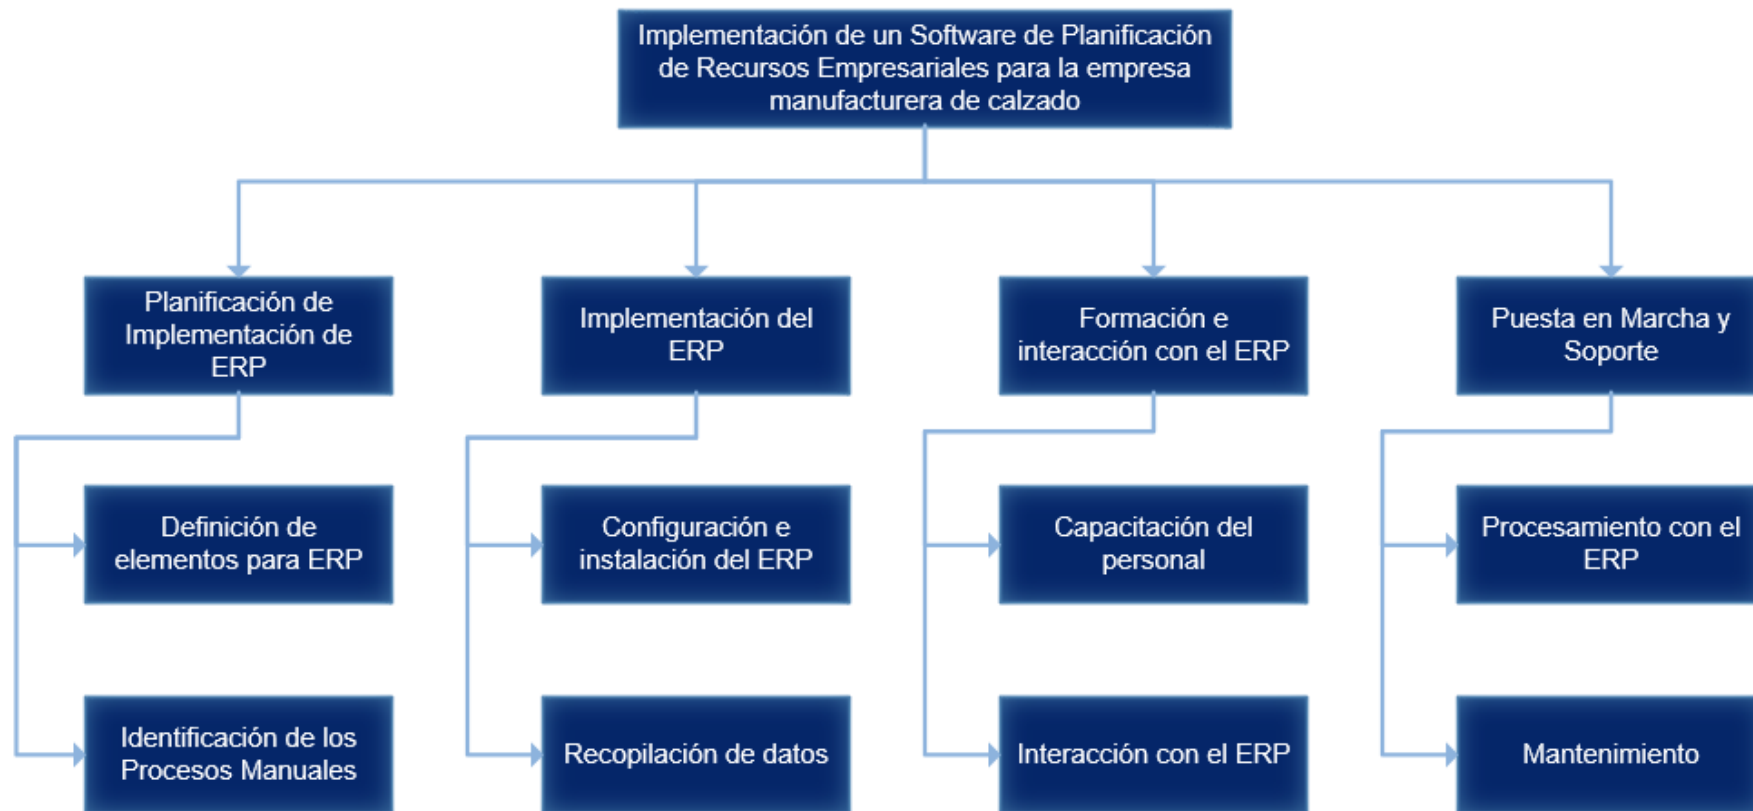 Implementación de un Software de Planificación
de Recursos Empresariales para la empresa
manufacturera de calzado
Planificación de
Implementación de
ERP
Implementación del
ERP
Formación e
interacción con el ERP
Puesta en Marcha y
Soporte
Definición de
elementos para ERP
Configuración e
instalación del ERP
Capacitación del
personal
Procesamiento con el
ERP
Identificación de los
Procesos Manuales
Recopilación de datos
Interacción con el ERP
Mantenimiento